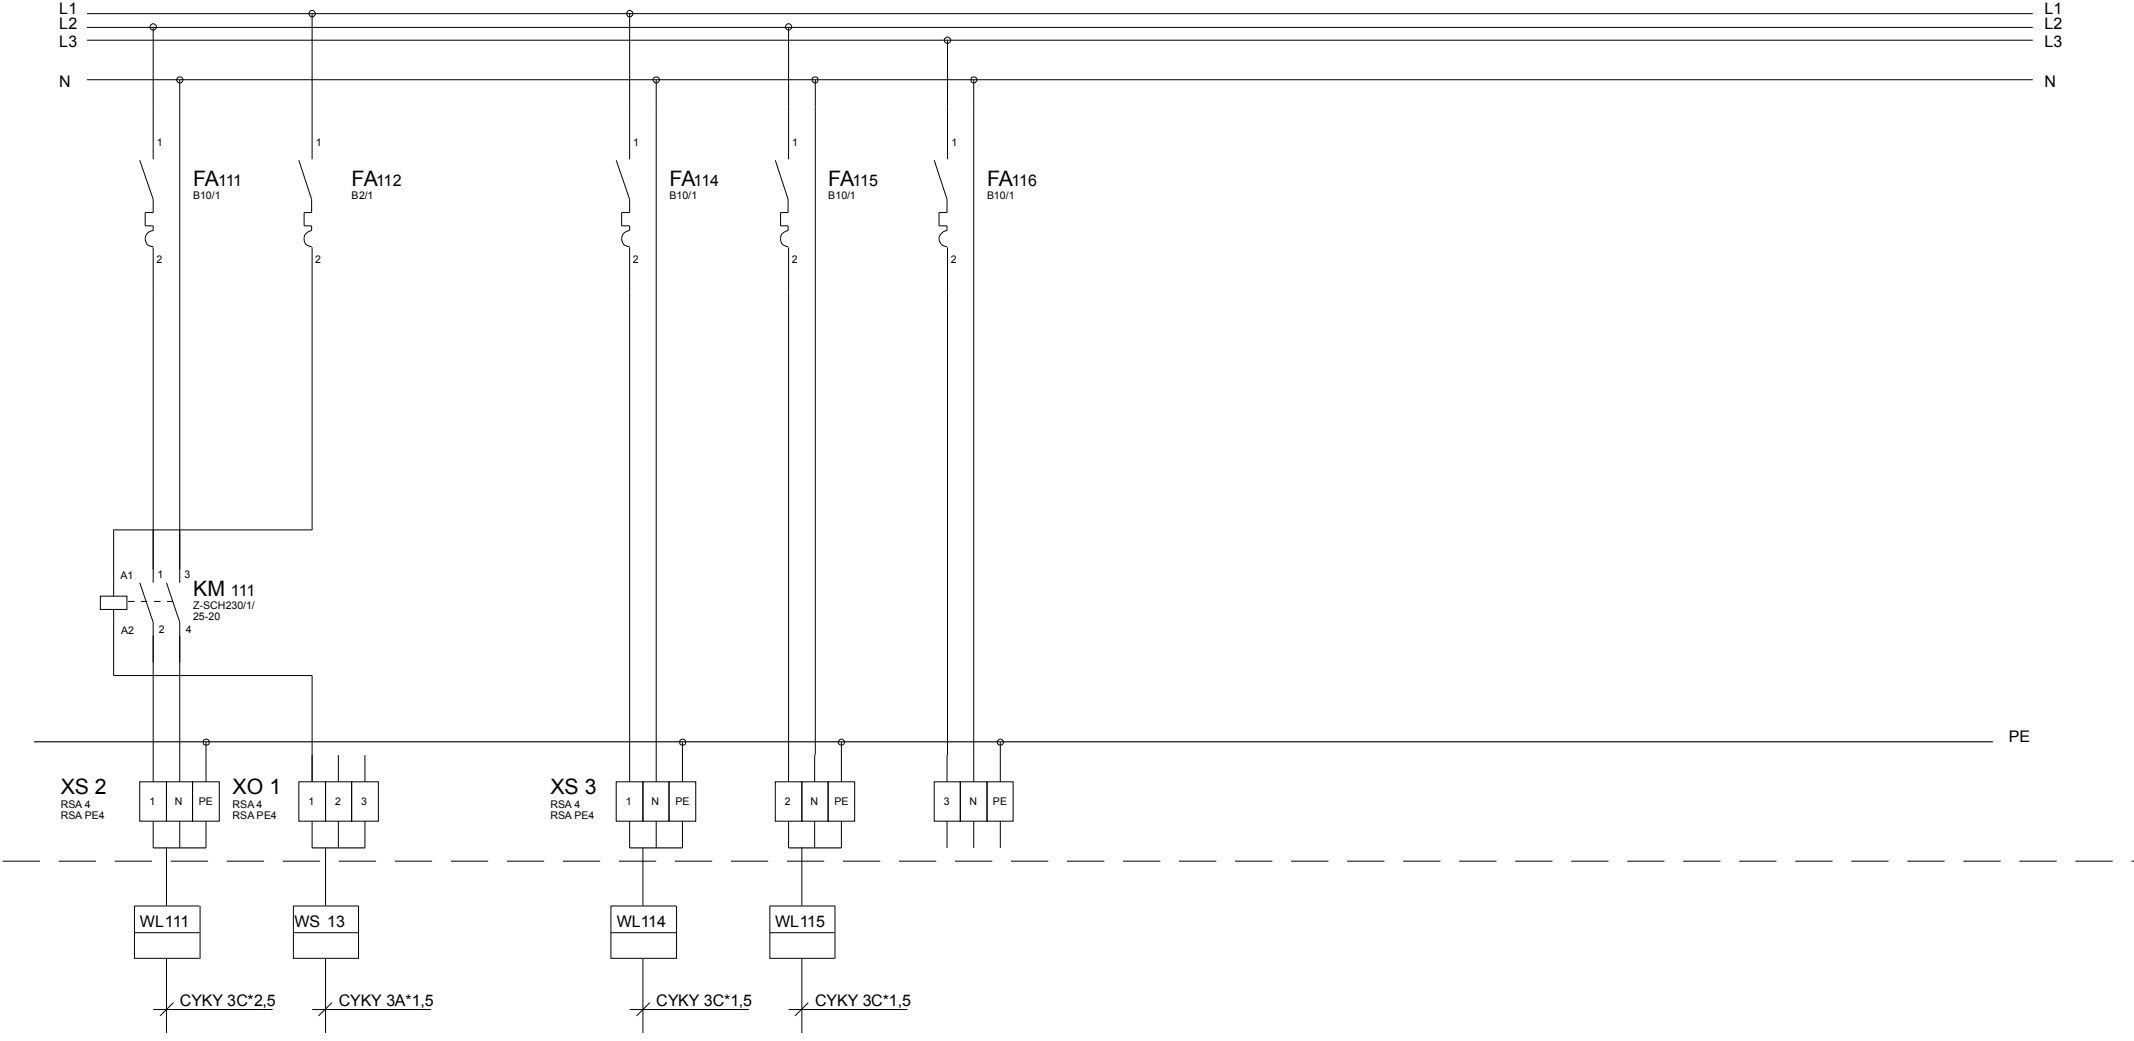 L1 L1
L2 L2
L3 L3
N N
1 1 1 1 1
FA111 FA112 FA114 FA115 FA116
B10/1 B2/1 B10/1 B10/1 B10/1
2 2 2 2 2
A1 1 3
KM 111
Z-SCH230/1/
25-20
A2 2 4
PE
XS 2 XO 1 XS 3
RSA 4 RSA 4 RSA 4
RSA PE4 RSA PE4 RSA PE4
1 N PE 1 2 3 1 N PE 2 N PE 3 N PE
WL111 WS 13 WL114 WL115
CYKY 3C*2,5 CYKY 3A*1,5 CYKY 3C*1,5 CYKY 3C*1,5